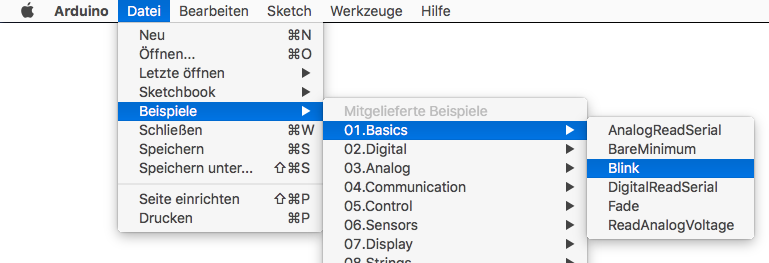 Arduino Datei Bearbeiten Sketch Werkzeuge Hilfe
Neu ⌘N
Öffnen... ⌘O
Letzte öffnen ▶
Sketchbook ▶
Beispiele ▶
Schließen ⌘W
Speichern ⌘S
Speichern unter... ⇧⌘S
Seite einrichten ⇧⌘P
Drucken ⌘P
Mitgelieferte Beispiele
01.Basics ▶
02.Digital ▶
03.Analog ▶
04.Communication ▶
05.Control ▶
06.Sensors ▶
07.Display ▶
08.Strings ▶
AnalogReadSerial
BareMinimum
Blink
DigitalReadSerial
Fade
ReadAnalogVoltage